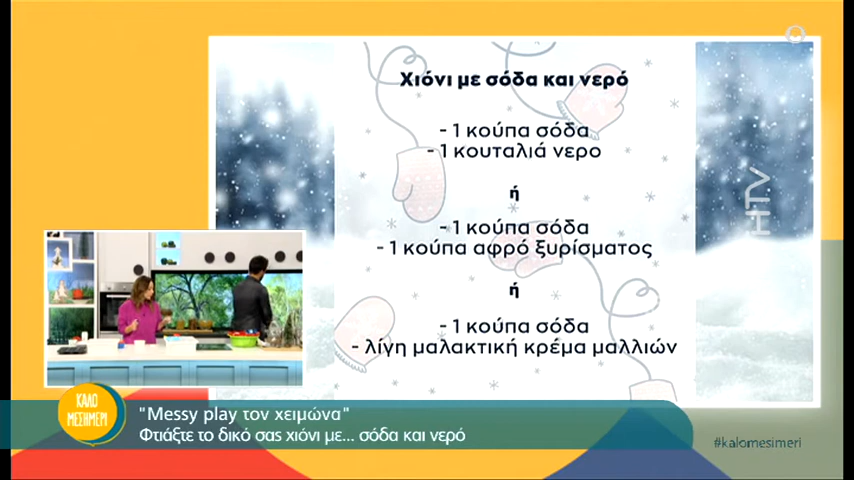 Χιόνι με σόδα και νερό
- 1 κούπα σόδα
- 1 κουταλιά νερο
ή
- 1 κούπα σόδα
- 1 κούπα αφρό ξυρίσματος
ή
- 1 κούπα σόδα
- λίγη μαλακτική κρέμα μαλλιών
HTV
ΚΑΛΟ
ΜΕΣΗΜΕΡΙ
"Messy play τον χειμώνα"
Φτιάξτε το δικό σας χιόνι με... σόδα και νερό
#kalomesimeri